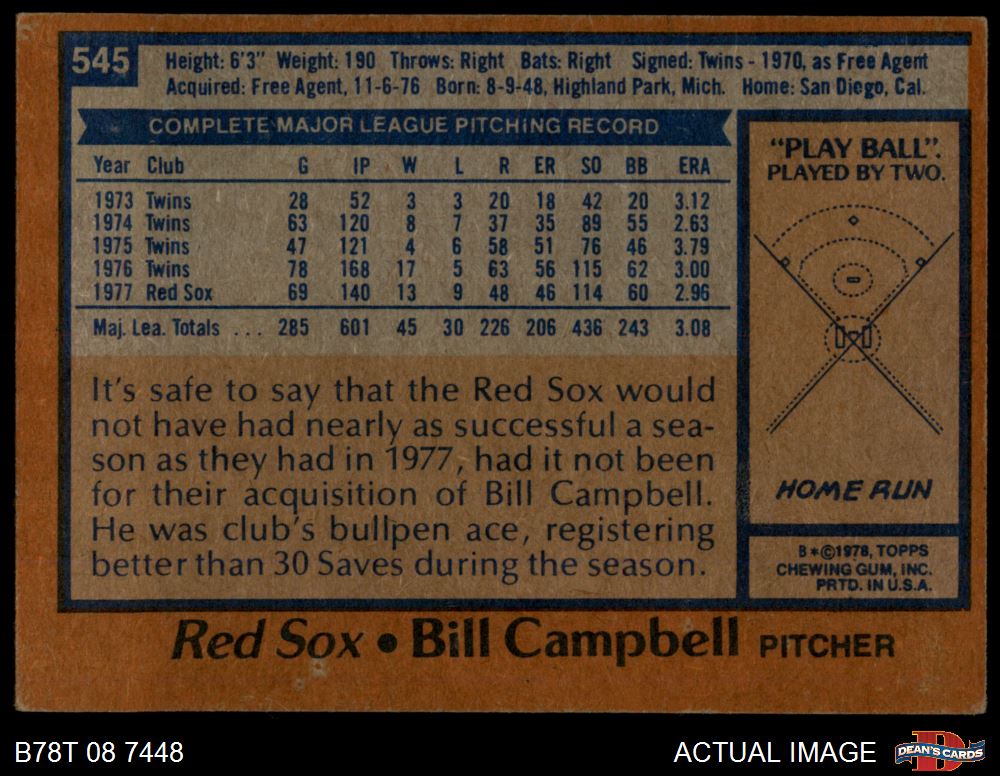 545
Height: 6'3" Weight: 190 Throws: Right Bats: Right Signed: Twins - 1970, as Free Agent
Acquired: Free Agent, 11-6-76 Born: 8-9-48, Highland Park, Mich. Home: San Diego, Cal.
COMPLETE MAJOR LEAGUE PITCHING RECORD
Year Club G IP W L R ER SO BB ERA
1973 Twins 28 52 3 3 20 18 42 20 3.12
1974 Twins 63 120 8 7 37 35 89 55 2.63
1975 Twins 47 121 4 6 58 51 76 46 3.79
1976 Twins 78 168 17 5 63 56 115 62 3.00
1977 Red Sox 69 140 13 9 48 46 114 60 2.96
Maj. Lea. Totals ... 285 601 45 30 226 206 436 243 3.08
It's safe to say that the Red Sox would
not have had nearly as successful a sea-
son as they had in 1977, had it not been
for their acquisition of Bill Campbell.
He was club's bullpen ace, registering
better than 30 Saves during the season.
"PLAY BALL".
PLAYED BY TWO.
HOME RUN
B*©1978, TOPPS
CHEWING GUM, INC.
PRTD. IN U.S.A.
Red Sox • Bill Campbell PITCHER
B78T 08 7448
ACTUAL IMAGE
D
DEAN'S CARDS